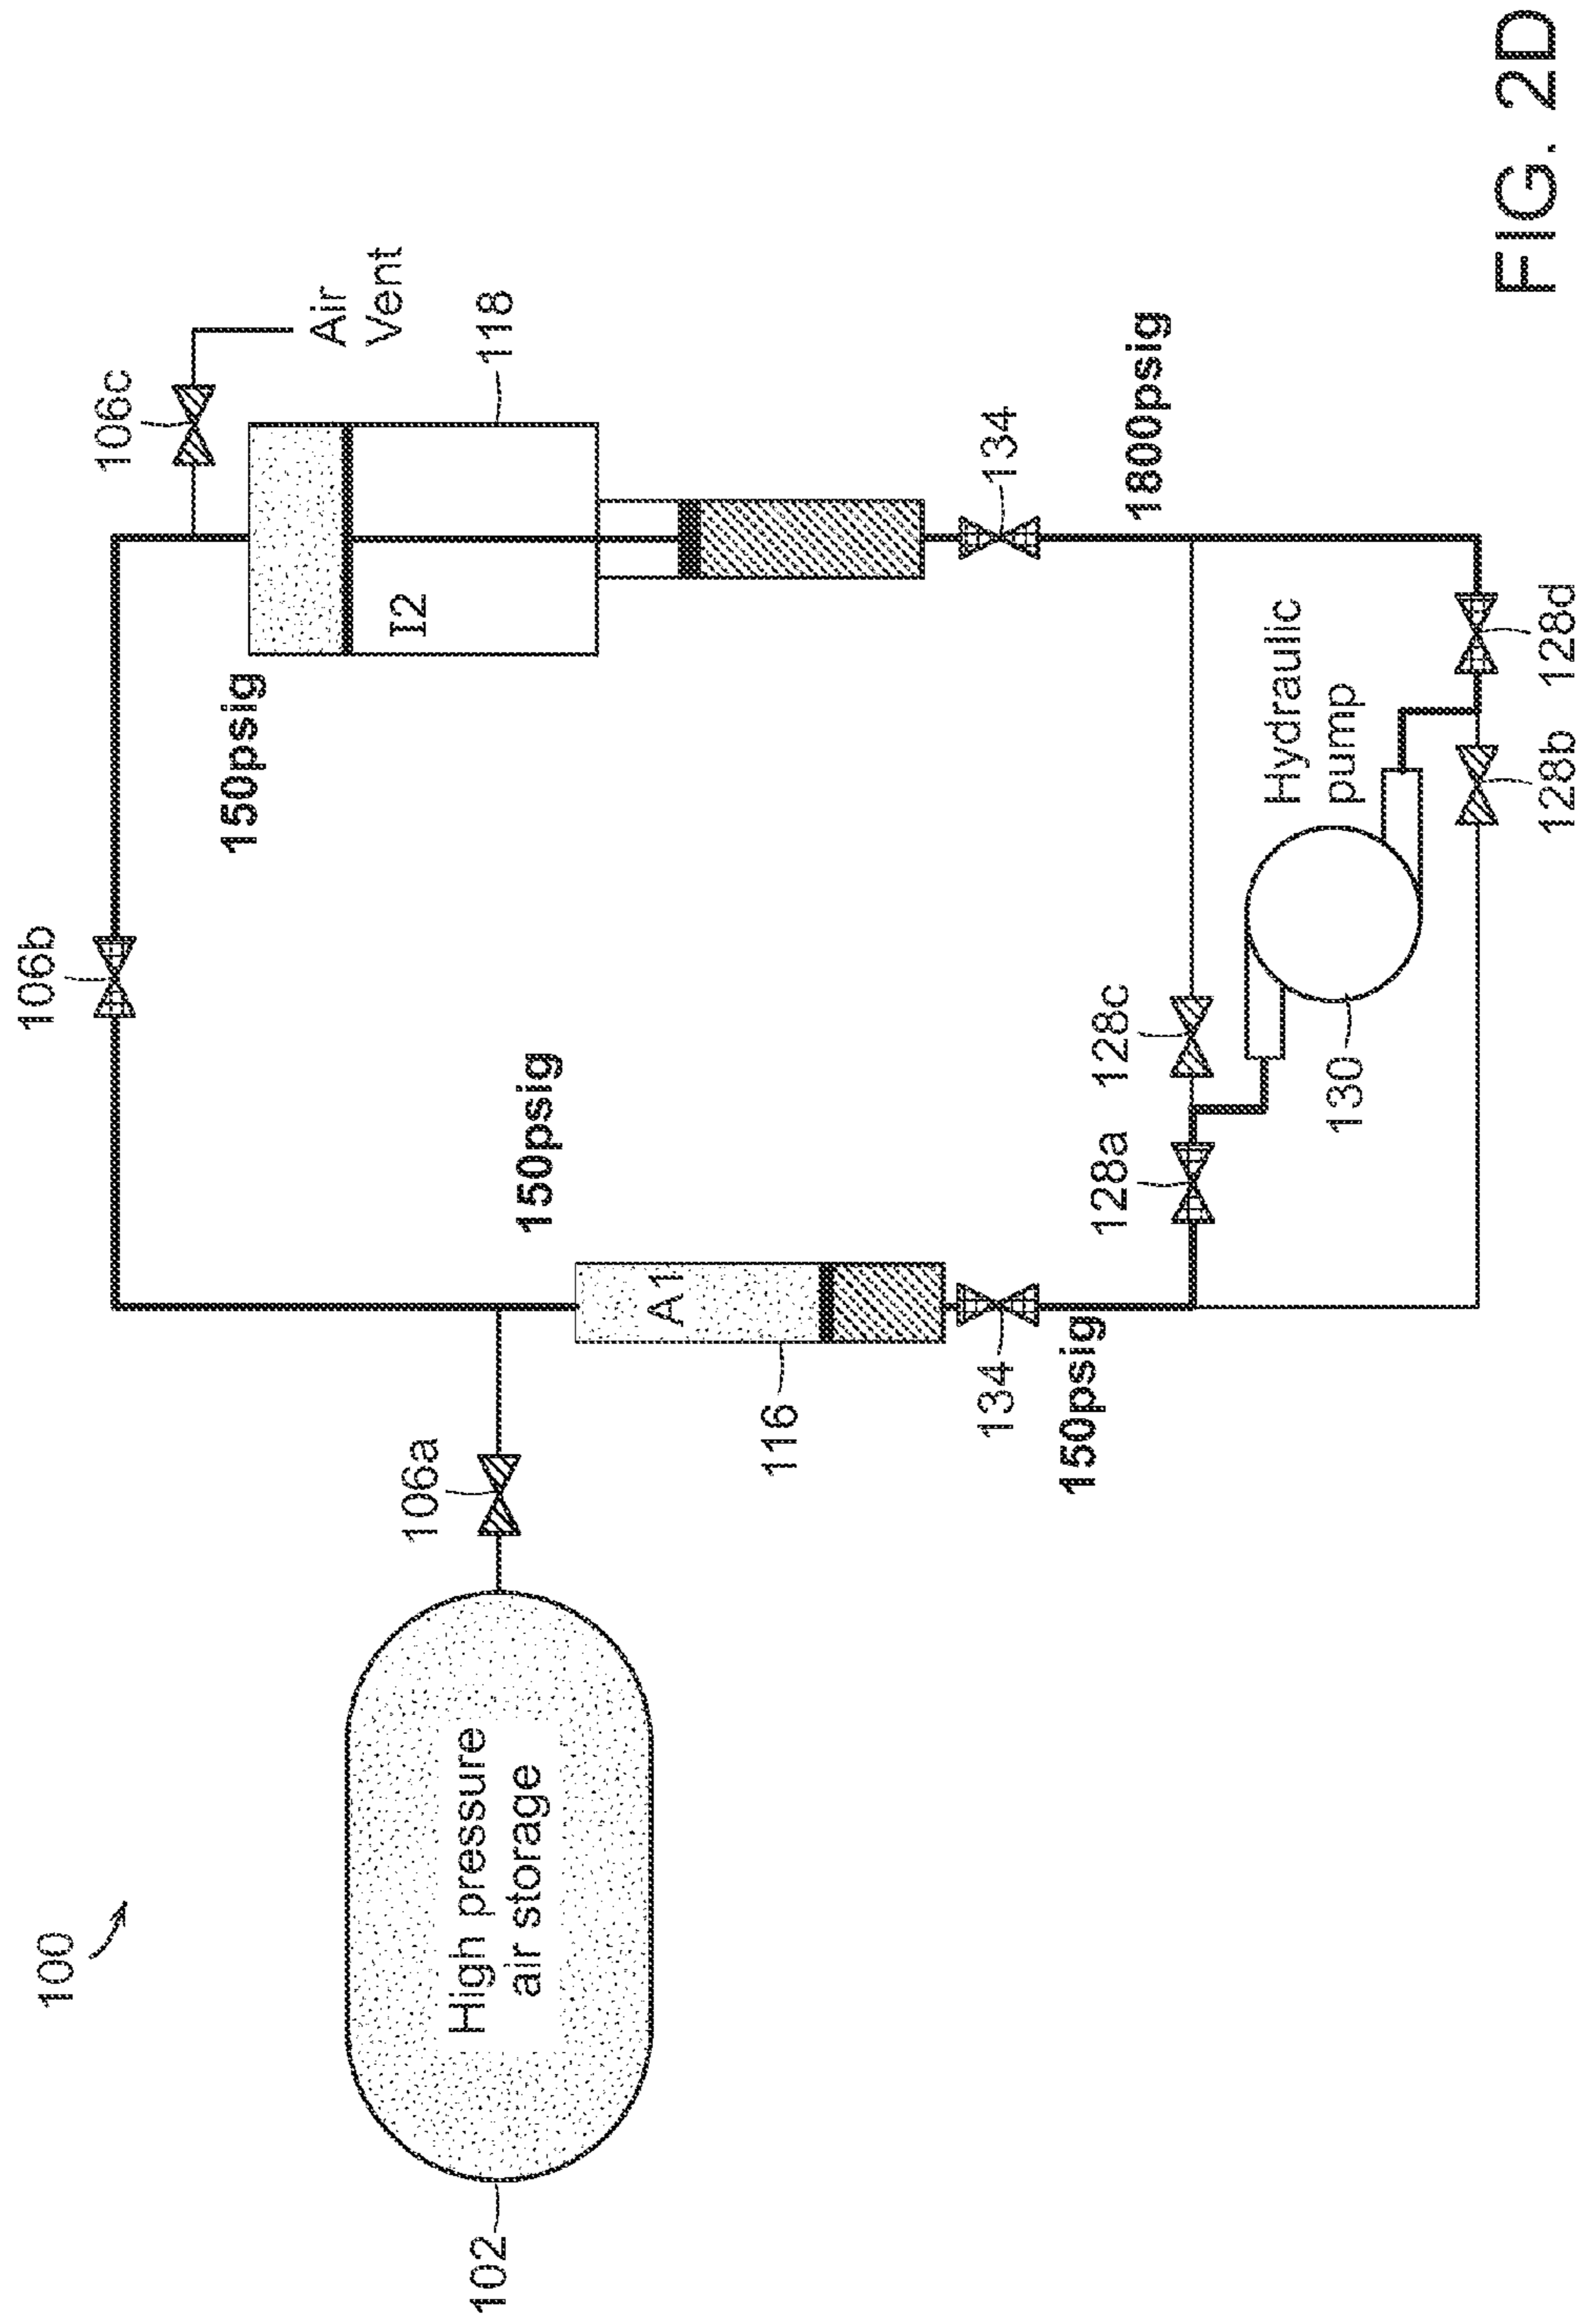 100
106b
106c
Air
Vent
150psig
I2
118
106a
102
High pressure
air storage
150psig
A1
116
134
134
150psig
128a
128c
1800psig
Hydraulic
pump
130
128b
128d
FIG. 2D